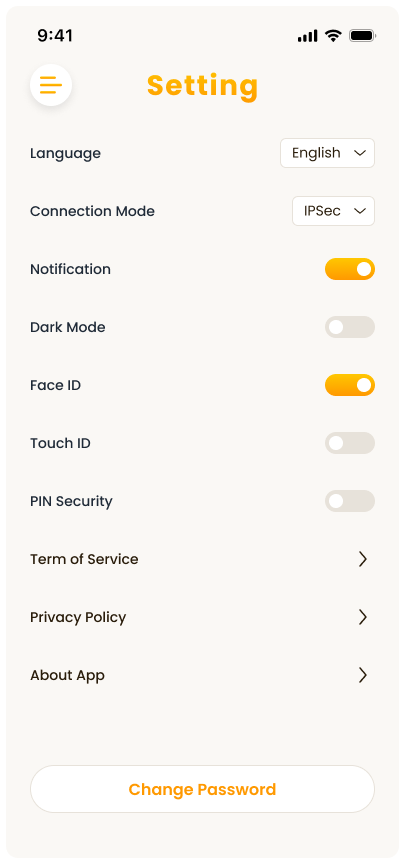 9:41
Setting
Language English
Connection Mode IPSec
Notification
Dark Mode
Face ID
Touch ID
PIN Security
Term of Service
Privacy Policy
About App
Change Password